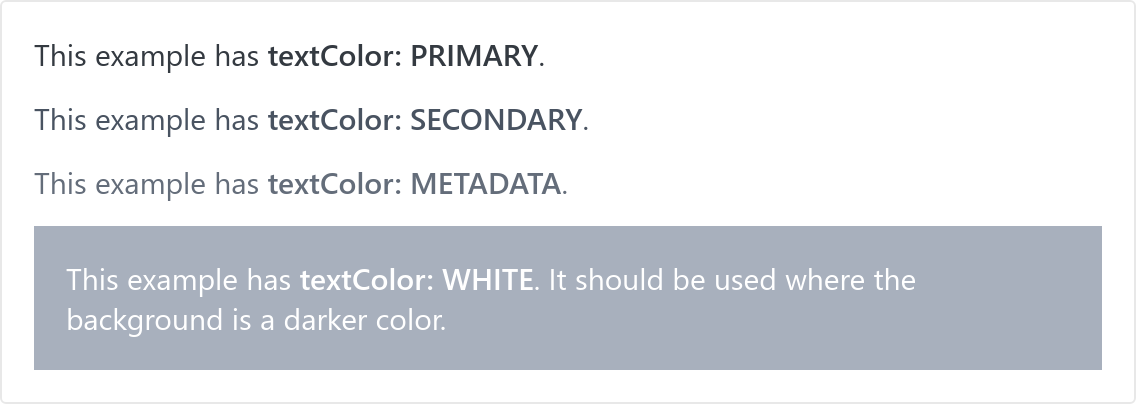 This example has textColor: PRIMARY.
This example has textColor: SECONDARY.
This example has textColor: METADATA.
This example has textColor: WHITE. It should be used where the
background is a darker color.